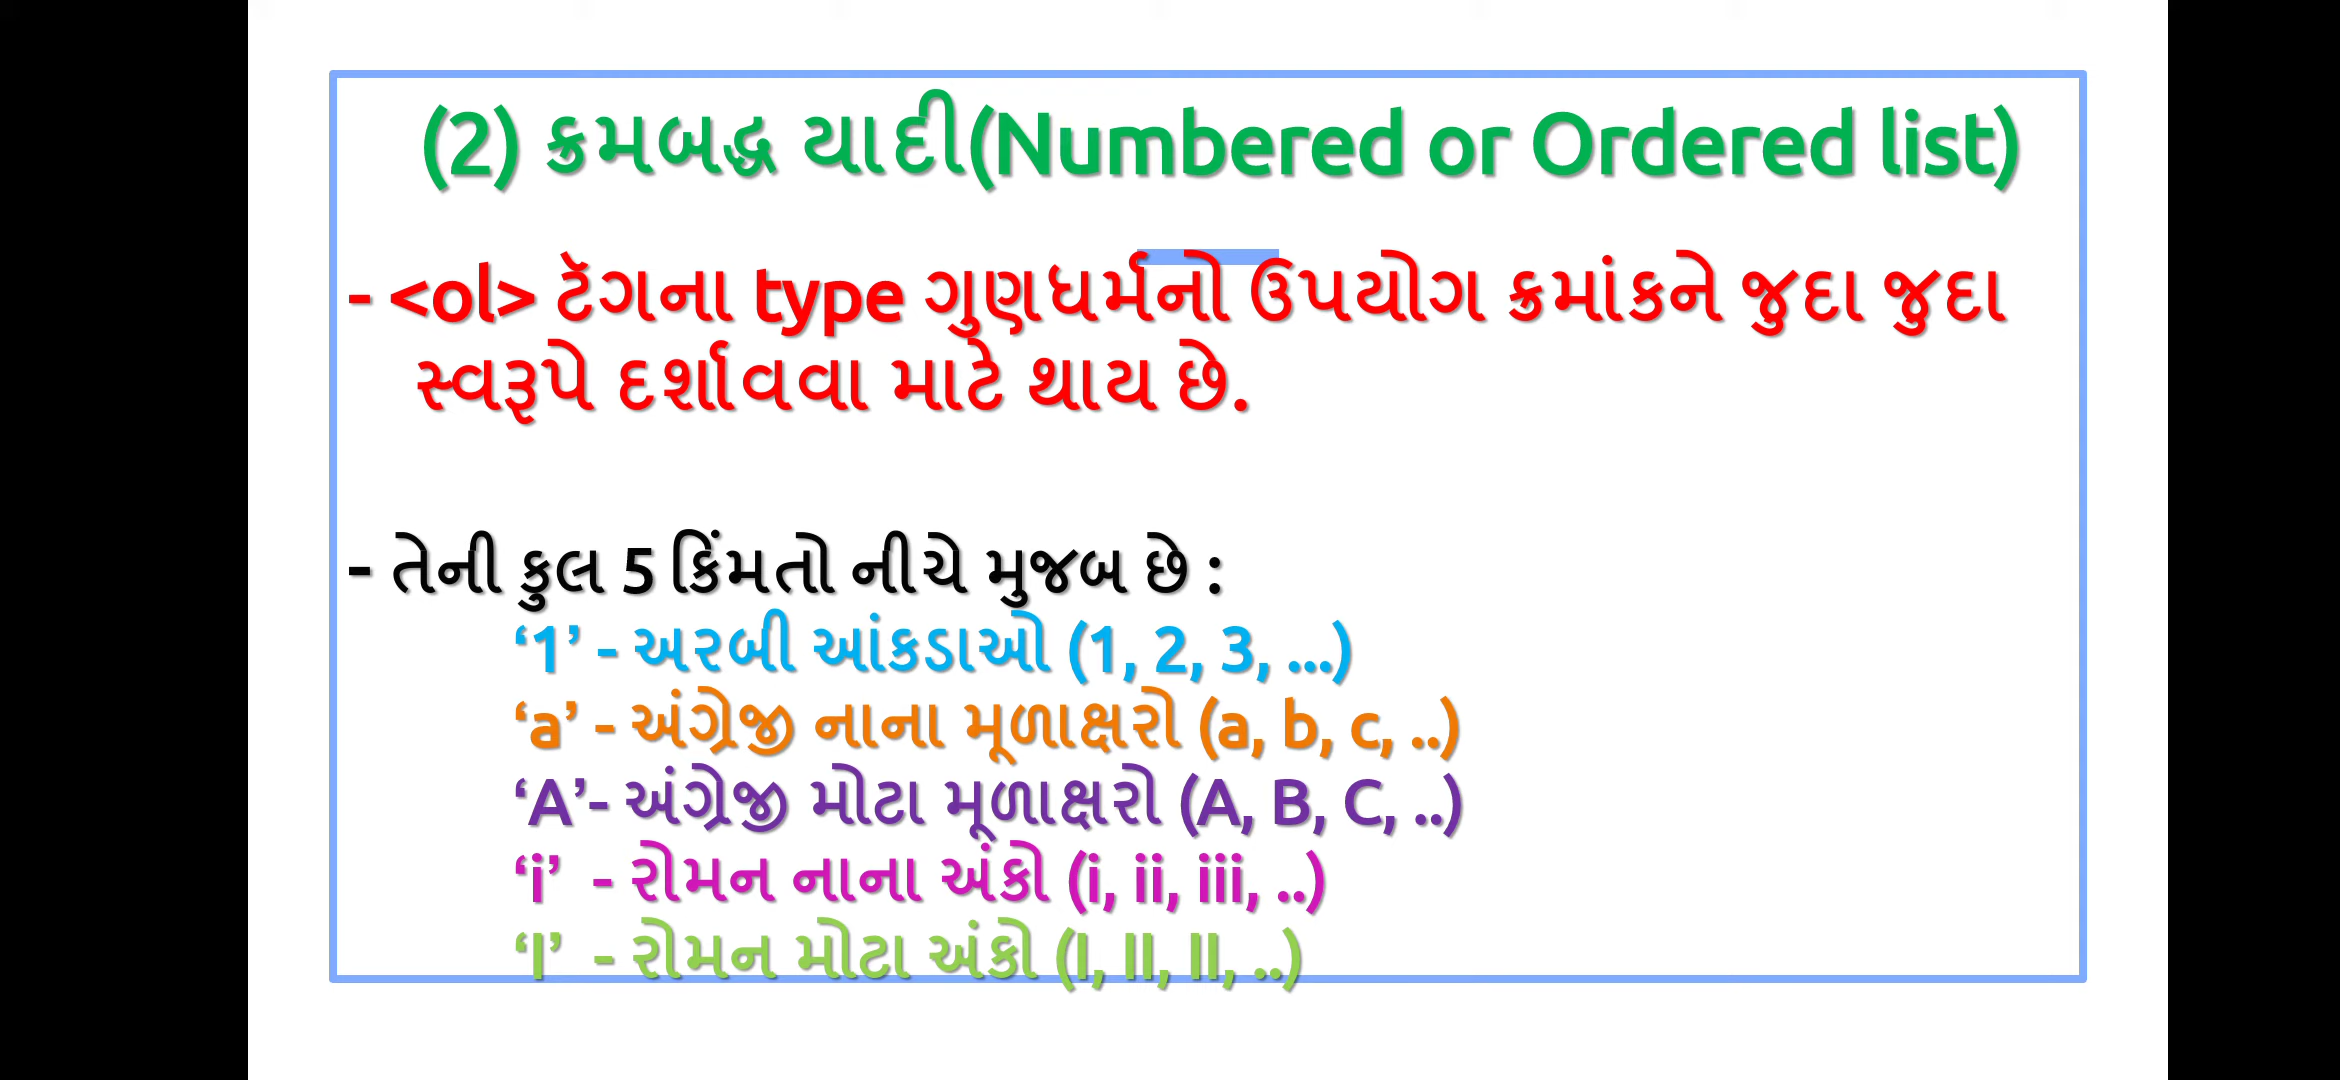 (2) ક્રમબદ્ધ યાદી(Numbered or Ordered list)
- <ol> ટૅગના type ગુણધર્મનો ઉપયોગ ક્રમાંકને જુદા જુદા
સ્વરૂપે દર્શાવવા માટે થાય છે.
- તેની કુલ 5 કિંમતો નીચે મુજબ છે :
‘1’ - અરબી આંકડાઓ (1, 2, 3, ...)
‘a’ - અંગ્રેજી નાના મૂળાક્ષરો (a, b, c, ..)
‘A’- અંગ્રેજી મોટા મૂળાક્ષરો (A, B, C, ..)
‘i’ - રોમન નાના અંકો (i, ii, iii, ..)
‘I’ - રોમન મોટા અંકો (I, II, II, ..)